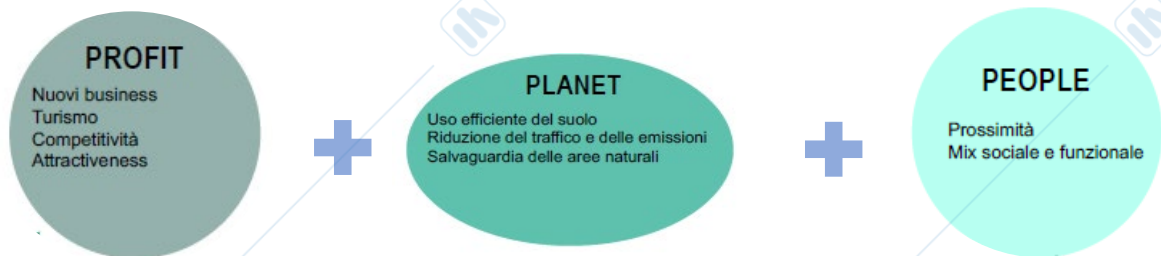 PROFIT
Nuovi business
Turismo
Competitività
Attractiveness
PLANET
Uso efficiente del suolo
Riduzione del traffico e delle emissioni
Salvaguardia delle aree naturali
PEOPLE
Prossimità
Mix sociale e funzionale